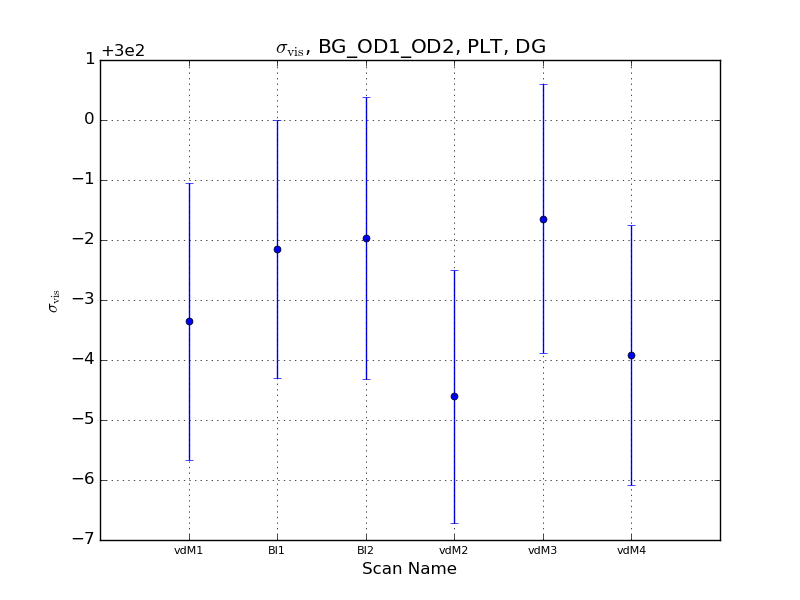 +3e2
σvis, BG_OD1_OD2, PLT, DG
1
0
−1
−2
−3
−4
−5
−6
−7
σvis
vdM1 BI1 BI2 vdM2 vdM3 vdM4
Scan Name